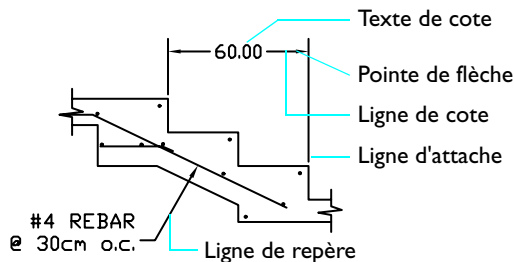 Texte de cote
60.00
Pointe de flèche
Ligne de cote
Ligne d'attache
#4 REBAR
@ 30cm o.c.
Ligne de repère